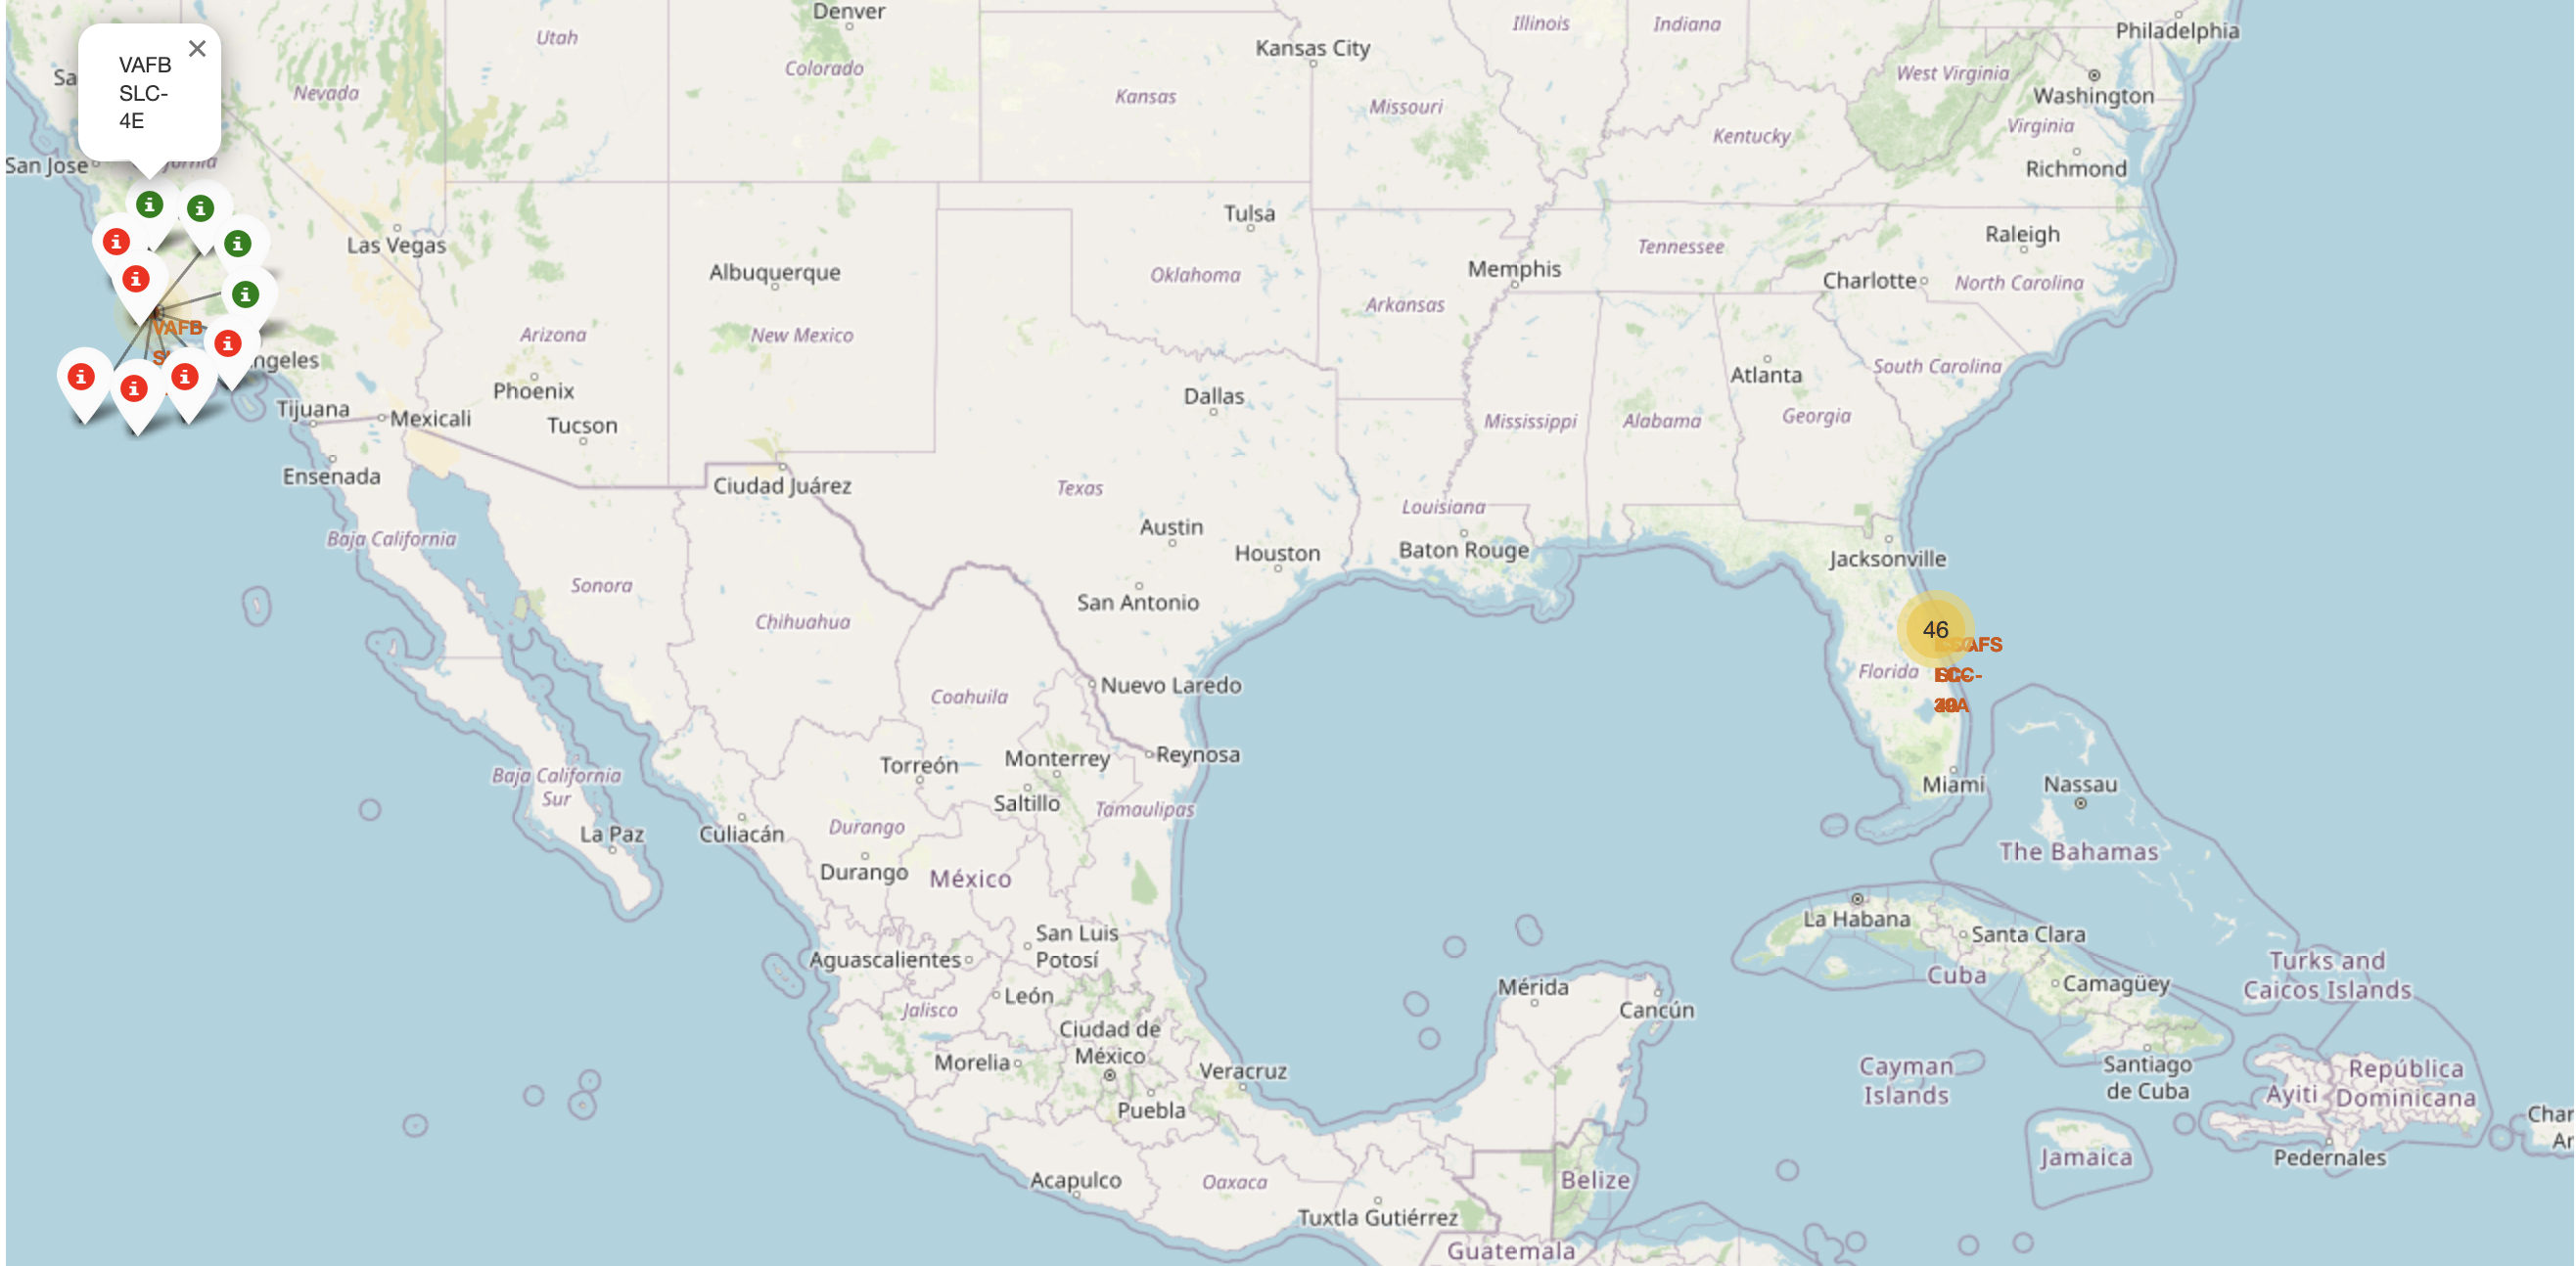 Denver
Philadelphia
Illinois
Indiana
Utah
Kansas City
×
VAFB
SLC-
4E
Sa
Colorado
West Virginia
Nevada
Kansas
Missouri
Washington
Virginia
Kentucky
San Jose
Richmond
Tulsa
Las Vegas
Raleigh
Tennessee
Albuquerque
Oklahoma
Memphis
Charlotte
North Carolina
Arkansas
VAFB
Arizona
New Mexico
ngeles
South Carolina
Phoenix
Dallas
Atlanta
Tijuana
Mexicali
Tucson
Mississippi
Alabama
Georgia
Ensenada
Ciudad Juárez
Texas
Louisiana
Baja California
Austin
Houston
Baton Rouge
Jacksonville
Sonora
San Antonio
Chihuahua
46
Florida
Coahuila
Nuevo Laredo
Monterrey
Reynosa
Torreón
Baja California
Sur
Saltillo
Tamaulipas
Miami
Nassau
La Paz
Culiacán
Durango
Durango
México
The Bahamas
La Habana
Santa Clara
San Luis
Potosí
Aguascalientes
Cuba
Camagüey
Turks and
Caicos Islands
León
Mérida
Cancún
Jalisco
Ciudad de
México
Morelia
Veracruz
Cayman
Islands
Santiago
de Cuba
Ayiti
República
Dominicana
Puebla
Acapulco
Oaxaca
Belize
Jamaica
Pedernales
Tuxtla Gutiérrez
Guatemala